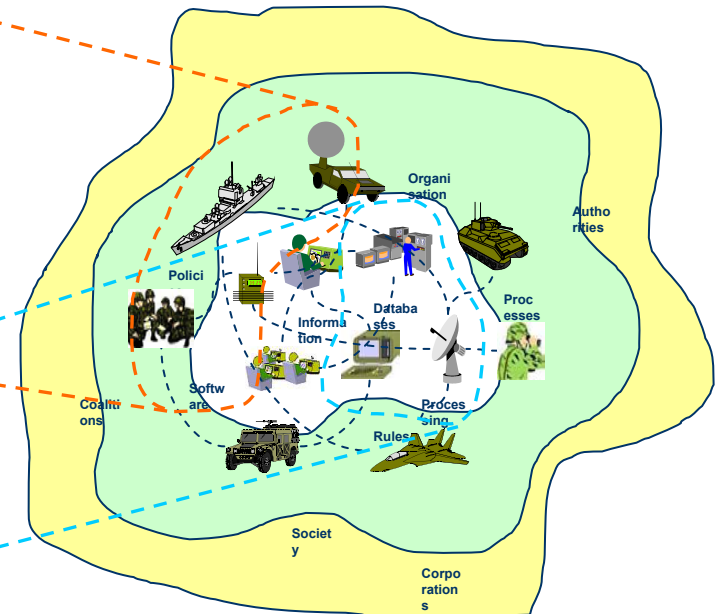 Organi
sation
Autho
rities
Polici
Proc
esses
Databa
ses
Informa
tion
Softw
are
Coaliti
ons
Proces
sing
Rules
Societ
y
Corpo
ration
s